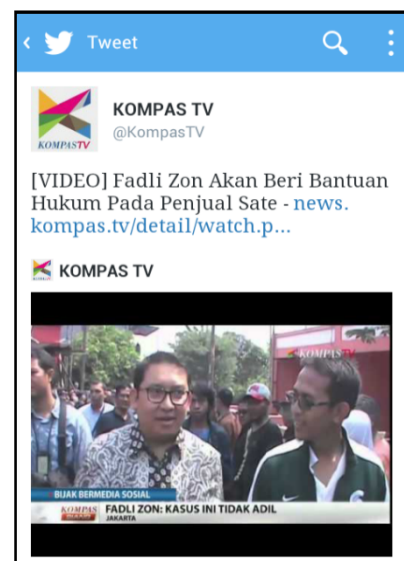 Tweet
KOMPASTV
KOMPAS TV
@KompasTV
[VIDEO] Fadli Zon Akan Beri Bantuan
Hukum Pada Penjual Sate - news.
kompas.tv/detail/watch.p...
KOMPAS TV
KOMPASTV
BIJAK BERMEDIA SOSIAL
KOMPAS
FADLI ZON: KASUS INI TIDAK ADIL
JAKARTA